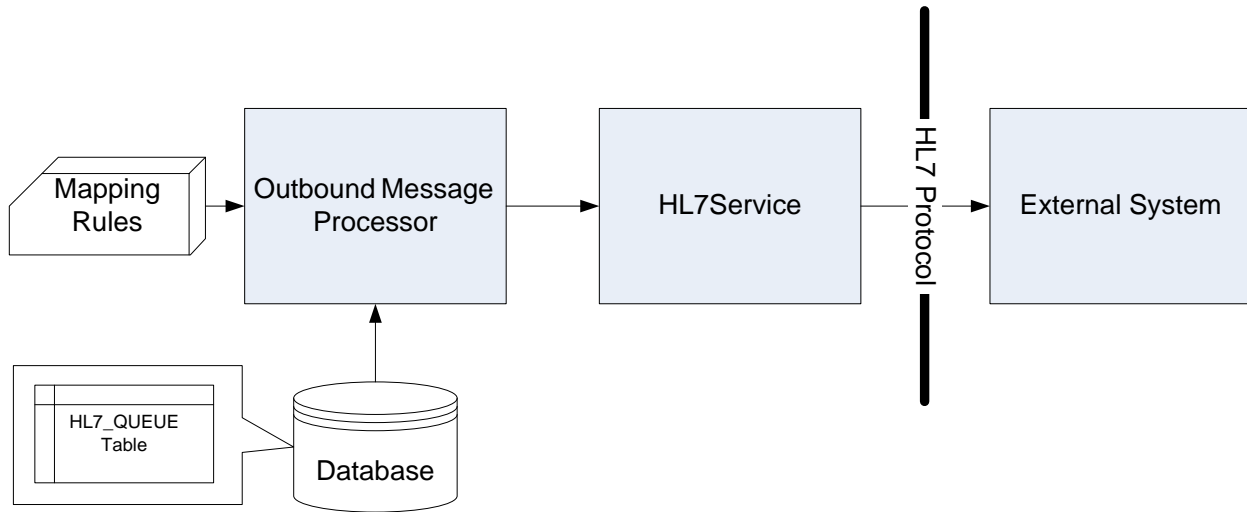 Mapping
Rules
Outbound Message
Processor
HL7Service
HL7 Protocol
External System
HL7_QUEUE
Table
Database